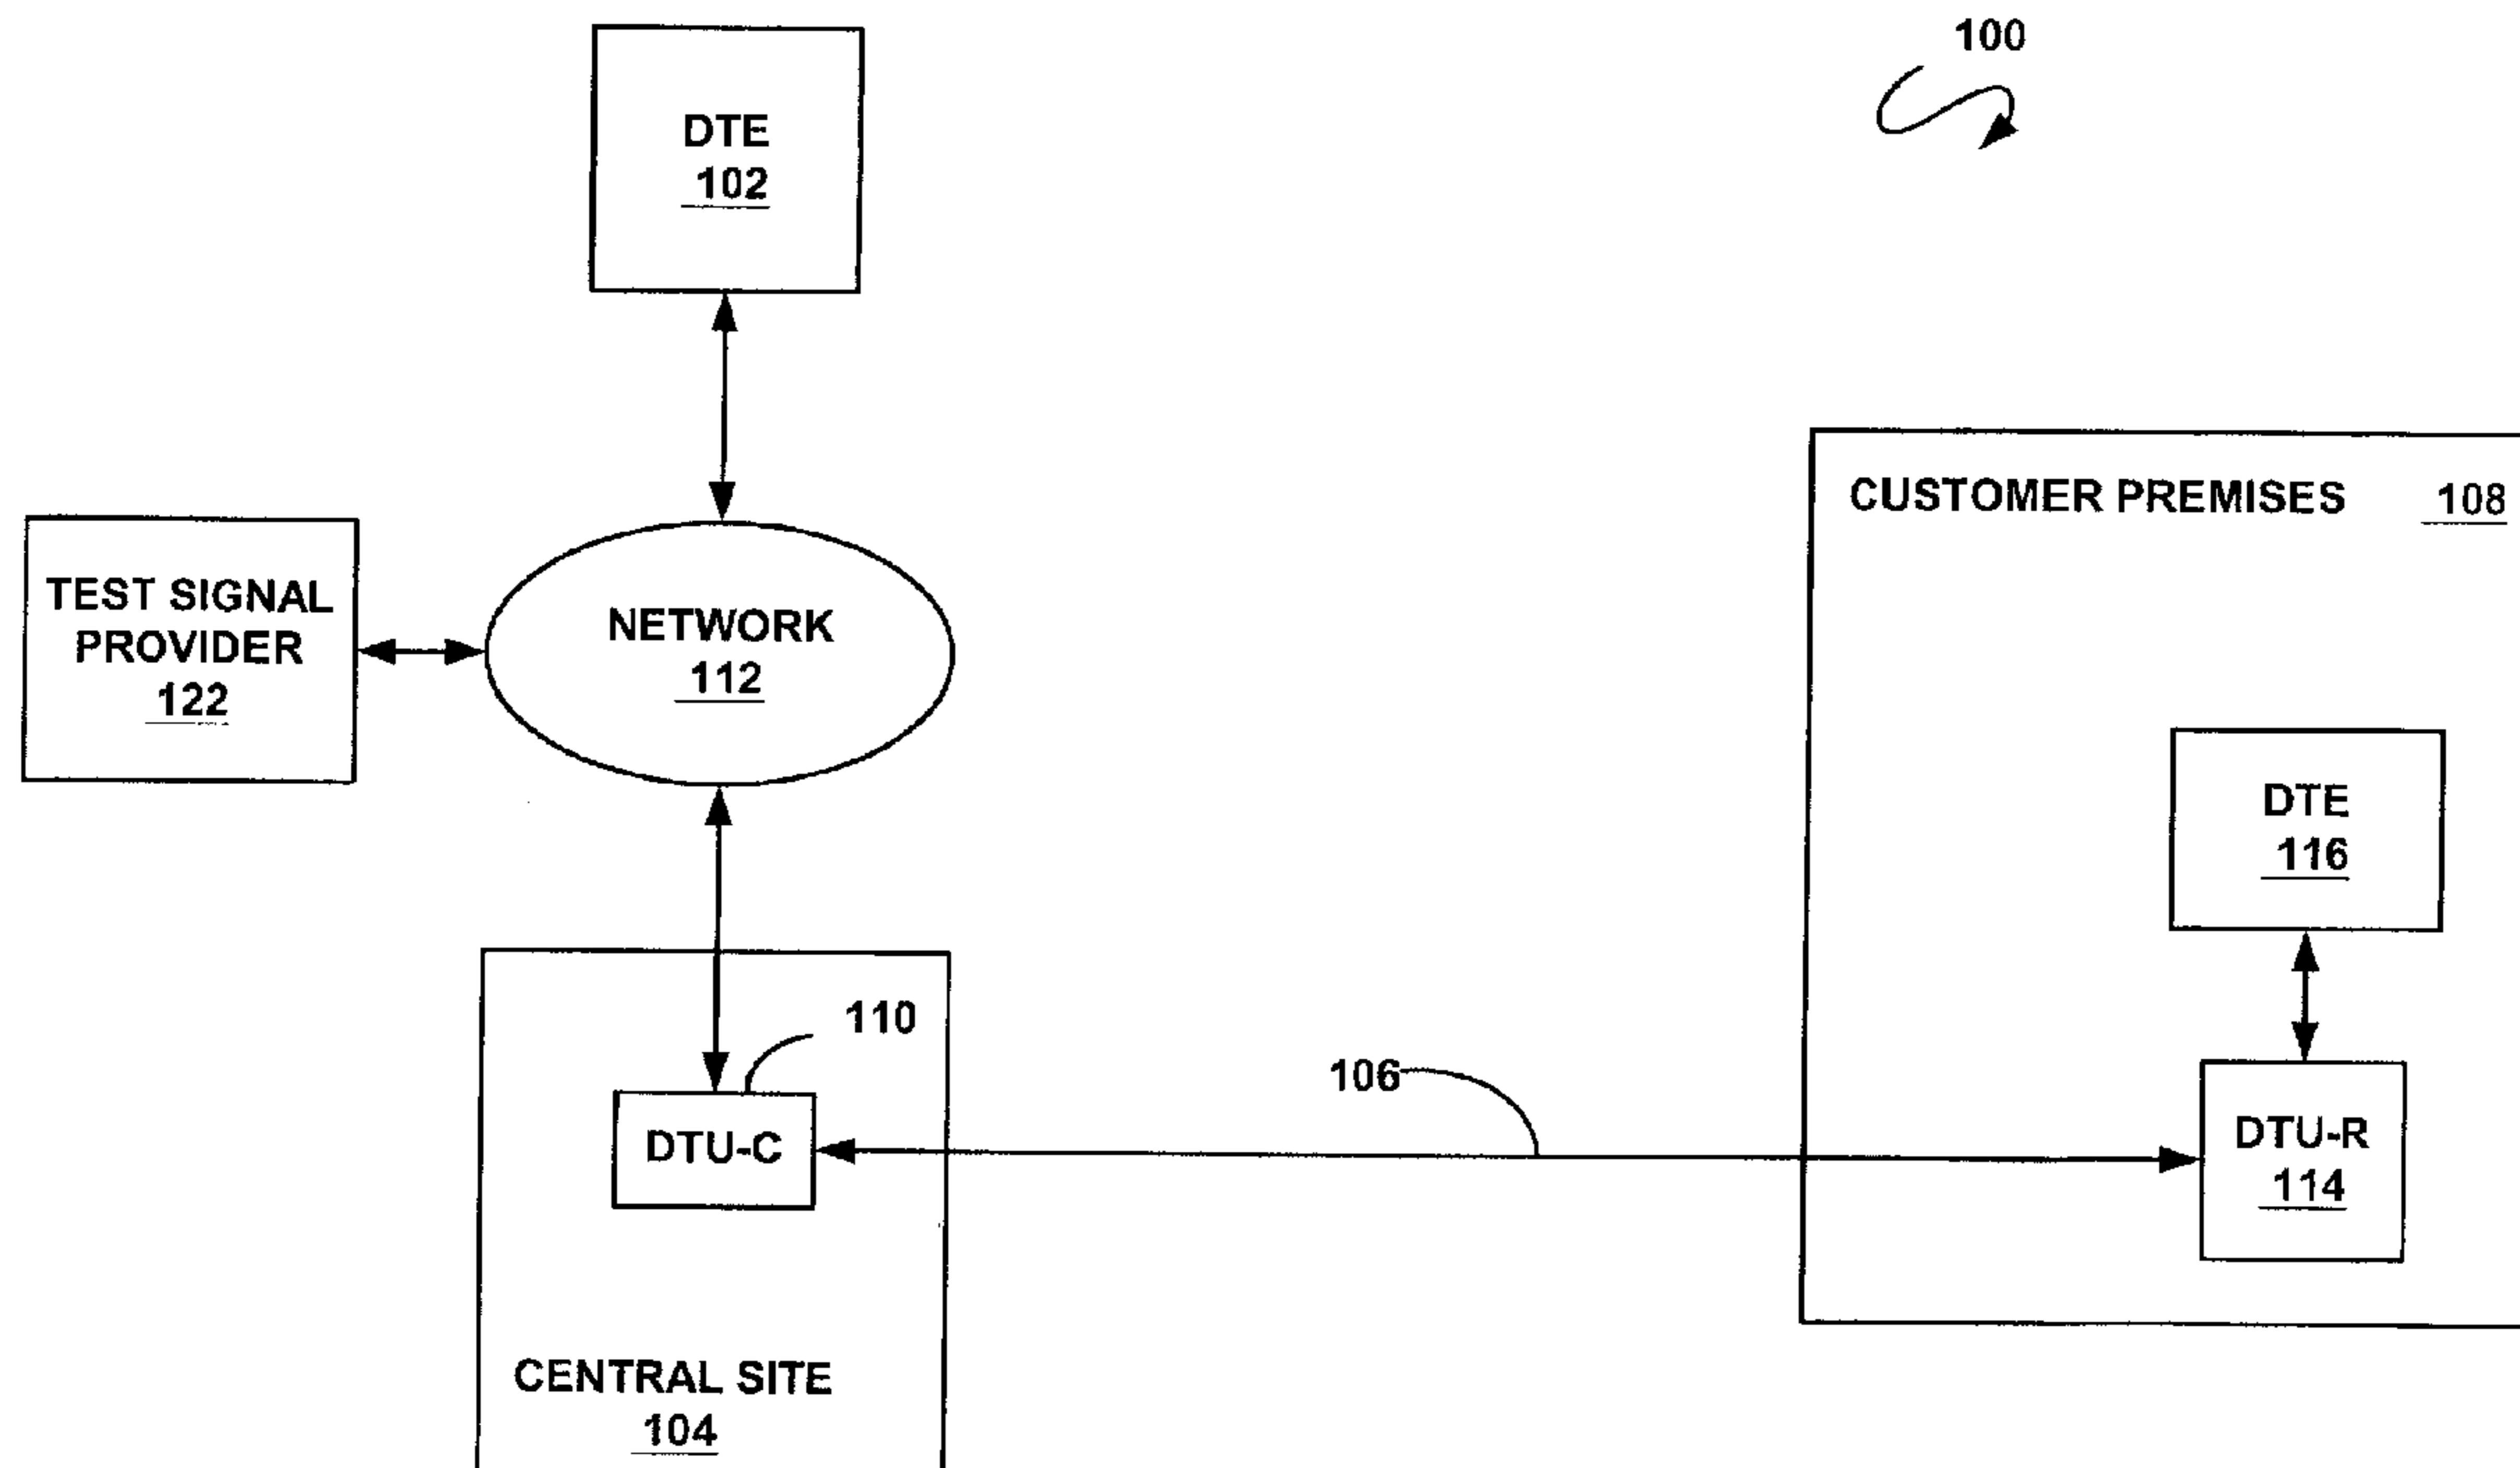 100
DTE
102
CUSTOMER PREMISES 108
TEST SIGNAL
PROVIDER
122
NETWORK
112
DTE
116
110
106
DTU-C
DTU-R
114
CENTRAL SITE
104